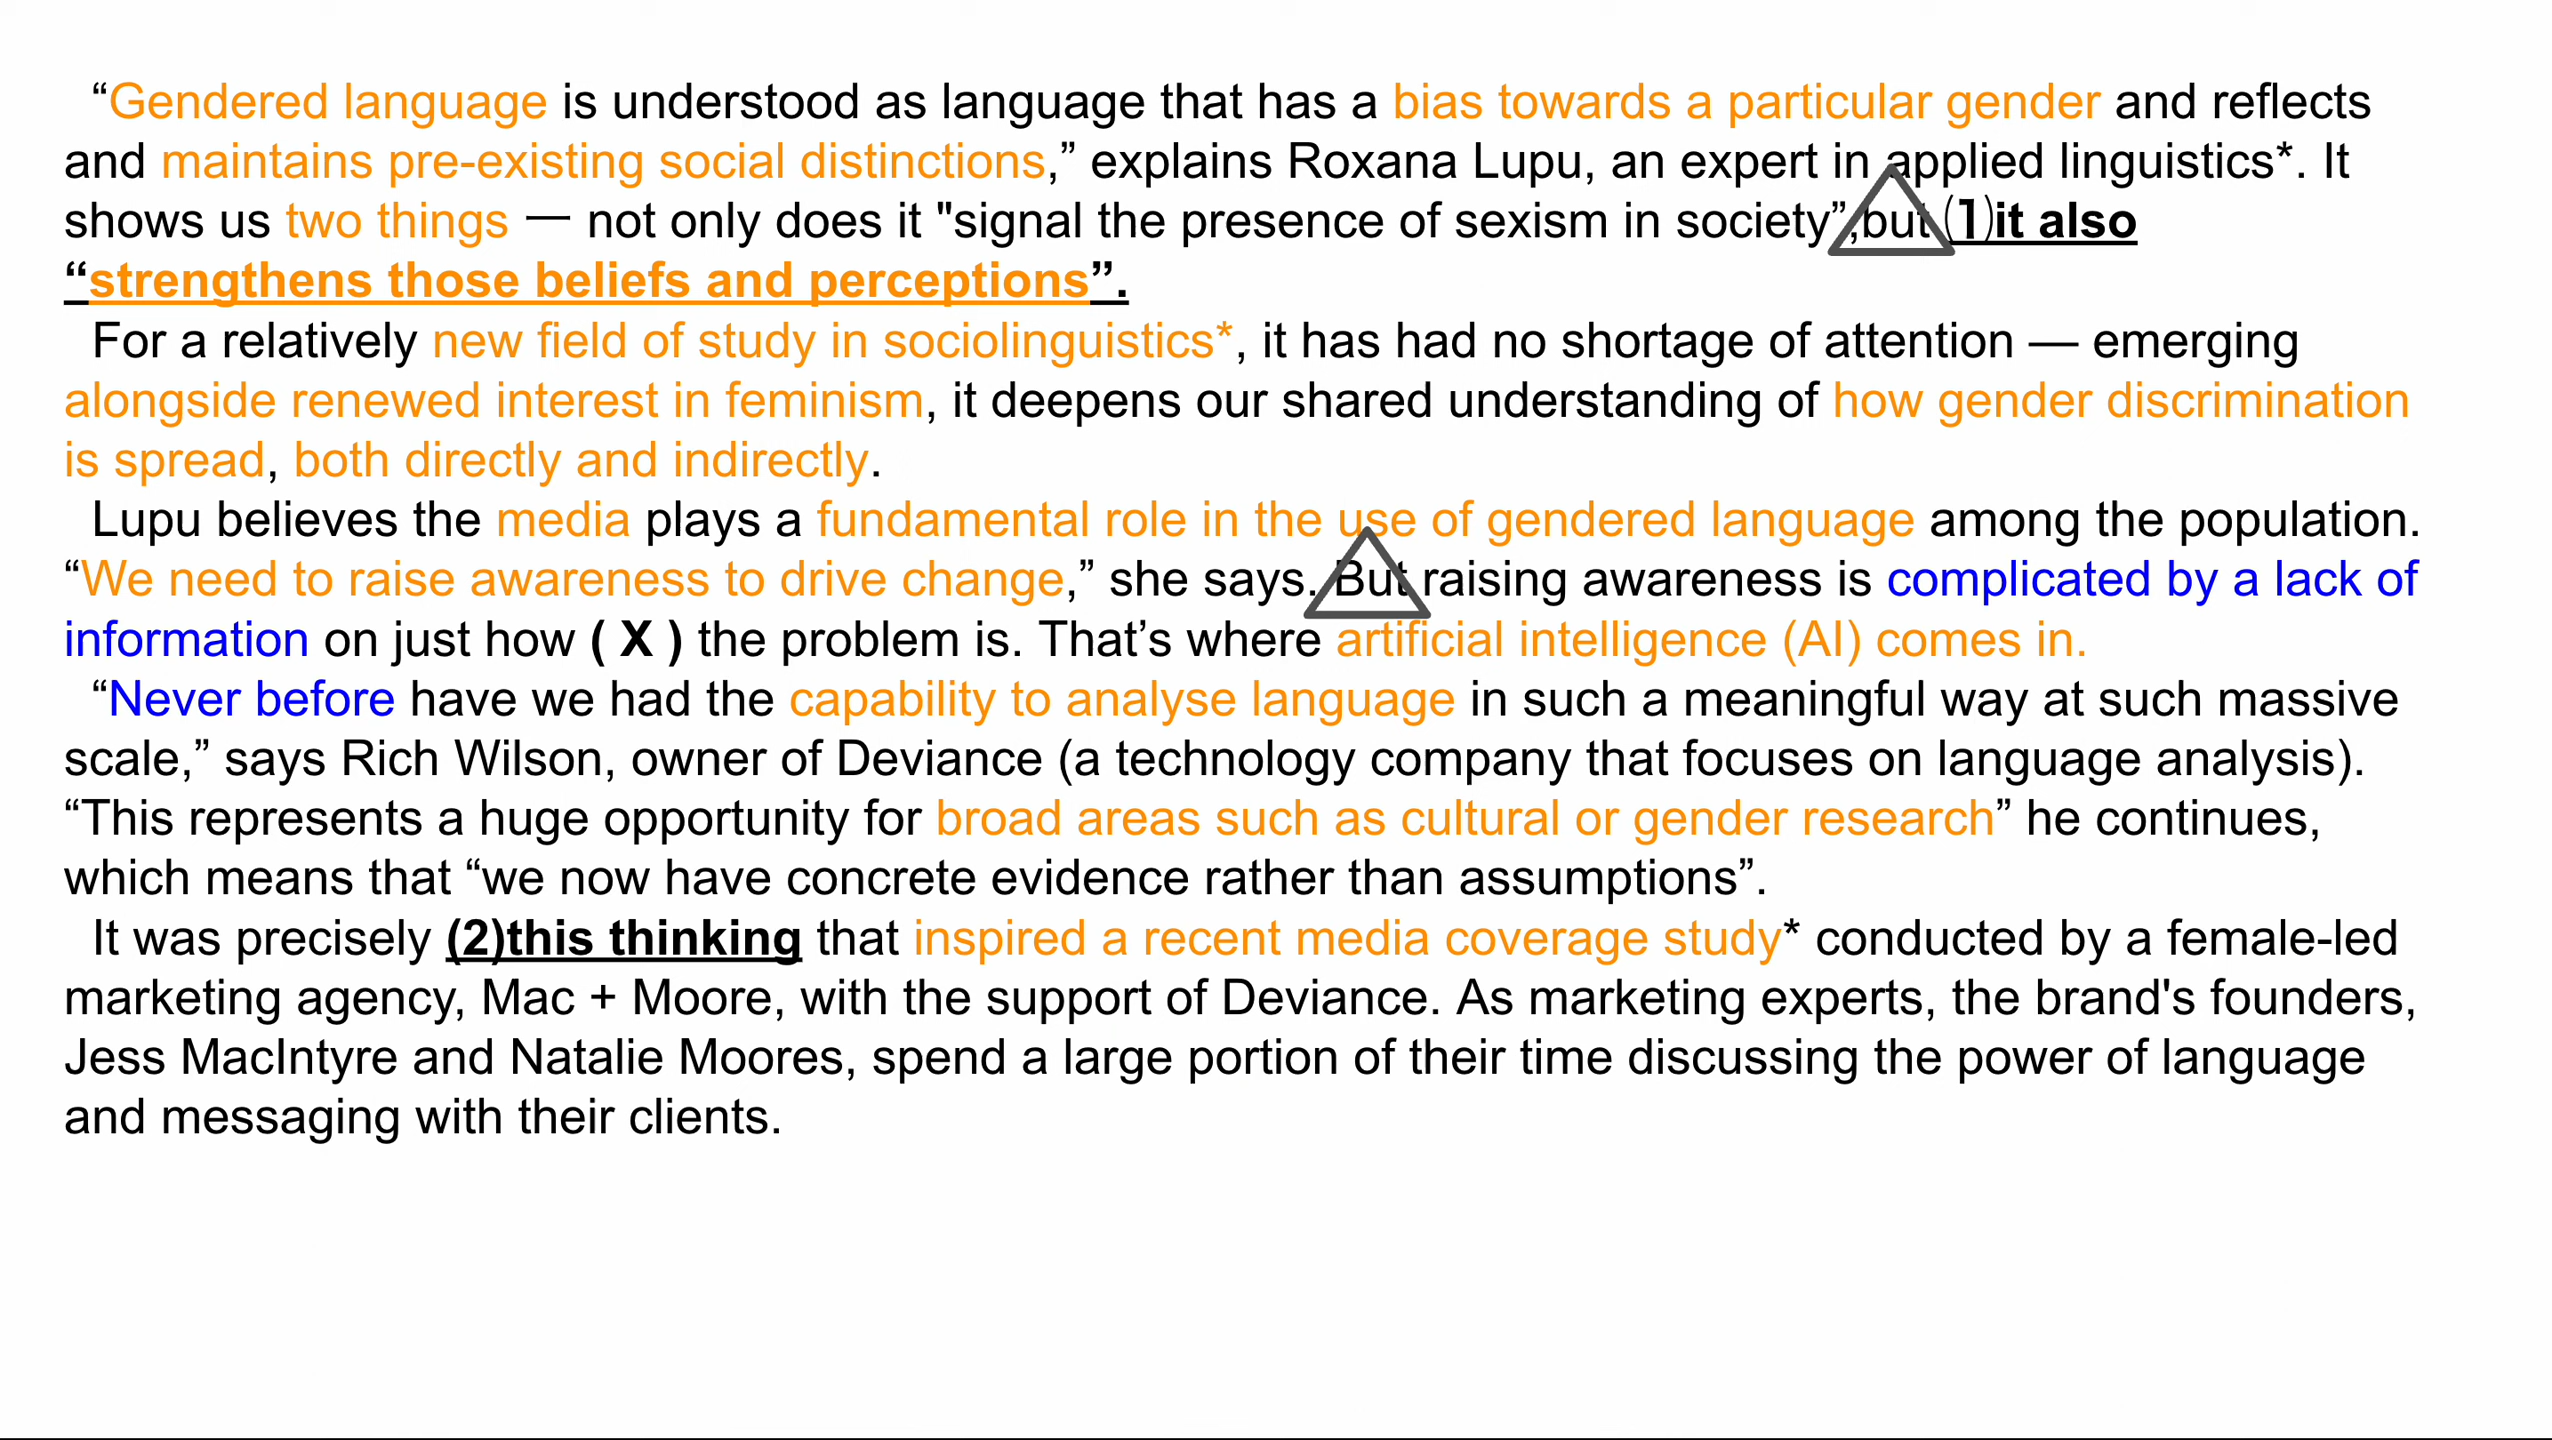 “Gendered language is understood as language that has a bias towards a particular gender and reflects
and maintains pre-existing social distinctions,” explains Roxana Lupu, an expert in applied linguistics*. It
shows us two things — not only does it "signal the presence of sexism in society”,but (1)it also
“strengthens those beliefs and perceptions”.
For a relatively new field of study in sociolinguistics*, it has had no shortage of attention — emerging
alongside renewed interest in feminism, it deepens our shared understanding of how gender discrimination
is spread, both directly and indirectly.
Lupu believes the media plays a fundamental role in the use of gendered language among the population.
“We need to raise awareness to drive change,” she says. But raising awareness is complicated by a lack of
information on just how ( X ) the problem is. That’s where artificial intelligence (AI) comes in.
“Never before have we had the capability to analyse language in such a meaningful way at such massive
scale,” says Rich Wilson, owner of Deviance (a technology company that focuses on language analysis).
“This represents a huge opportunity for broad areas such as cultural or gender research” he continues,
which means that “we now have concrete evidence rather than assumptions”.
It was precisely (2)this thinking that inspired a recent media coverage study* conducted by a female-led
marketing agency, Mac + Moore, with the support of Deviance. As marketing experts, the brand's founders,
Jess MacIntyre and Natalie Moores, spend a large portion of their time discussing the power of language
and messaging with their clients.